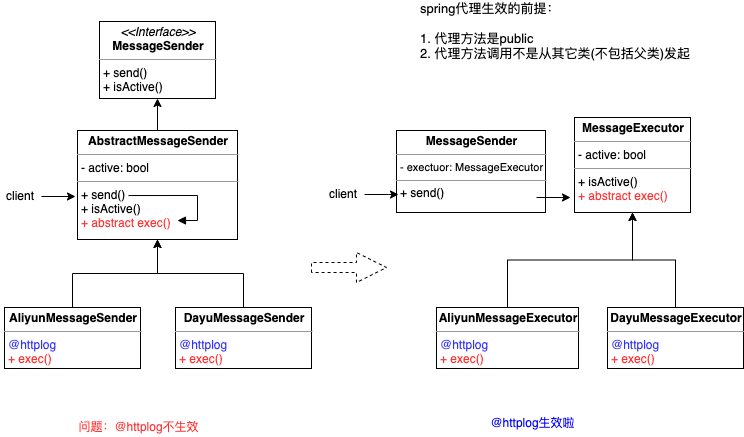 spring代理生效的前提：
1. 代理方法是public
2. 代理方法调用不是从其它类(不包括父类)发起
<<Interface>>
MessageSender
+ send()
+ isActive()
AbstractMessageSender
- active: bool
client
+ send()
+ isActive()
+ abstract exec()
AliyunMessageSender
@httplog
+ exec()
DayuMessageSender
@httplog
+ exec()
问题：@httplog不生效
MessageSender
- exectuor: MessageExecutor
client
+ send()
MessageExecutor
- active: bool
+ isActive()
+ abstract exec()
AliyunMessageExecutor
@httplog
+ exec()
DayuMessageExecutor
@httplog
+ exec()
@httplog生效啦